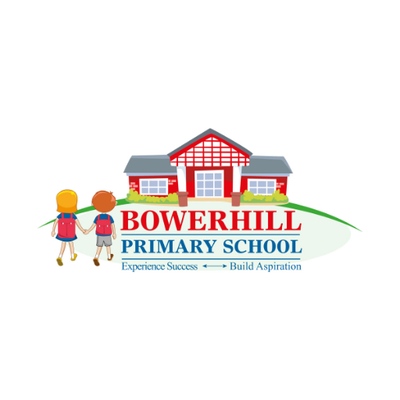 BOWERHILL
PRIMARY SCHOOL
Experience Success ⟷ Build Aspiration